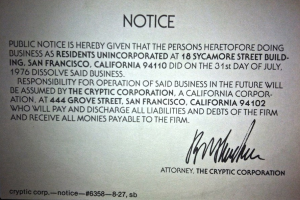 NOTICE
PUBLIC NOTICE IS HEREBY GIVEN THAT THE PERSONS HERETOFORE DOING
BUSINESS AS RESIDENTS UNINCORPORATED AT 18 SYCAMORE STREET BUILD-
ING, SAN FRANCISCO, CALIFORNIA 94110 DID ON THE 31st DAY OF JULY,
1976 DISSOLVE SAID BUSINESS.
RESPONSIBILITY FOR OPERATION OF SAID BUSINESS IN THE FUTURE WILL
BE ASSUMED BY THE CRYPTIC CORPORATION. A CALIFORNIA CORPOR-
ATION. AT 444 GROVE STREET, SAN FRANCISCO, CALIFORNIA 94102
WHO WILL PAY AND DISCHARGE ALL LIABILITIES AND DEBTS OF THE FIRM
AND RECEIVE ALL MONIES PAYABLE TO THE FIRM.
ATTORNEY, THE CRYPTIC CORPORATION
cryptic corp.—notice—#6358—8-27, sb